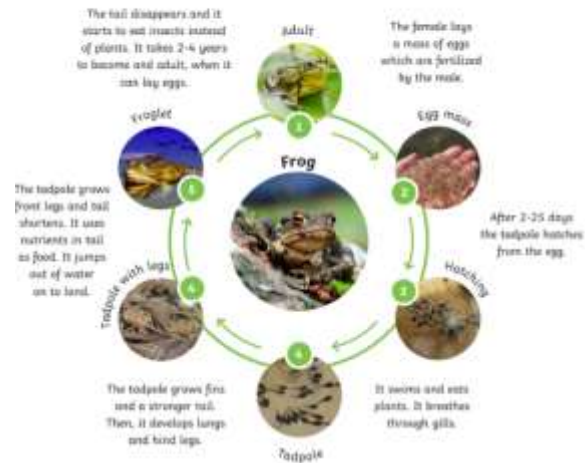 Adult
The female lays
a mass of eggs
which are fertilized
by the male.
Egg mass
After 2-25 days
the tadpole hatches
from the egg.
Hatching
It swims and eats
plants. It breathes
through gills.
Tadpole
The tadpole grows fins
and a stronger tail.
Then, it develops lungs
and hind legs.
Tadpole with legs
The tadpole grows
front legs and tail
shortens. It uses
nutrients in tail
as food. It jumps
out of water
on to land.
Froglet
The tail disappears and it
starts to eat insects instead
of plants. It takes 2-4 years
to become and adult, when it
can lay eggs.
Frog
1
2
3
4
4
5